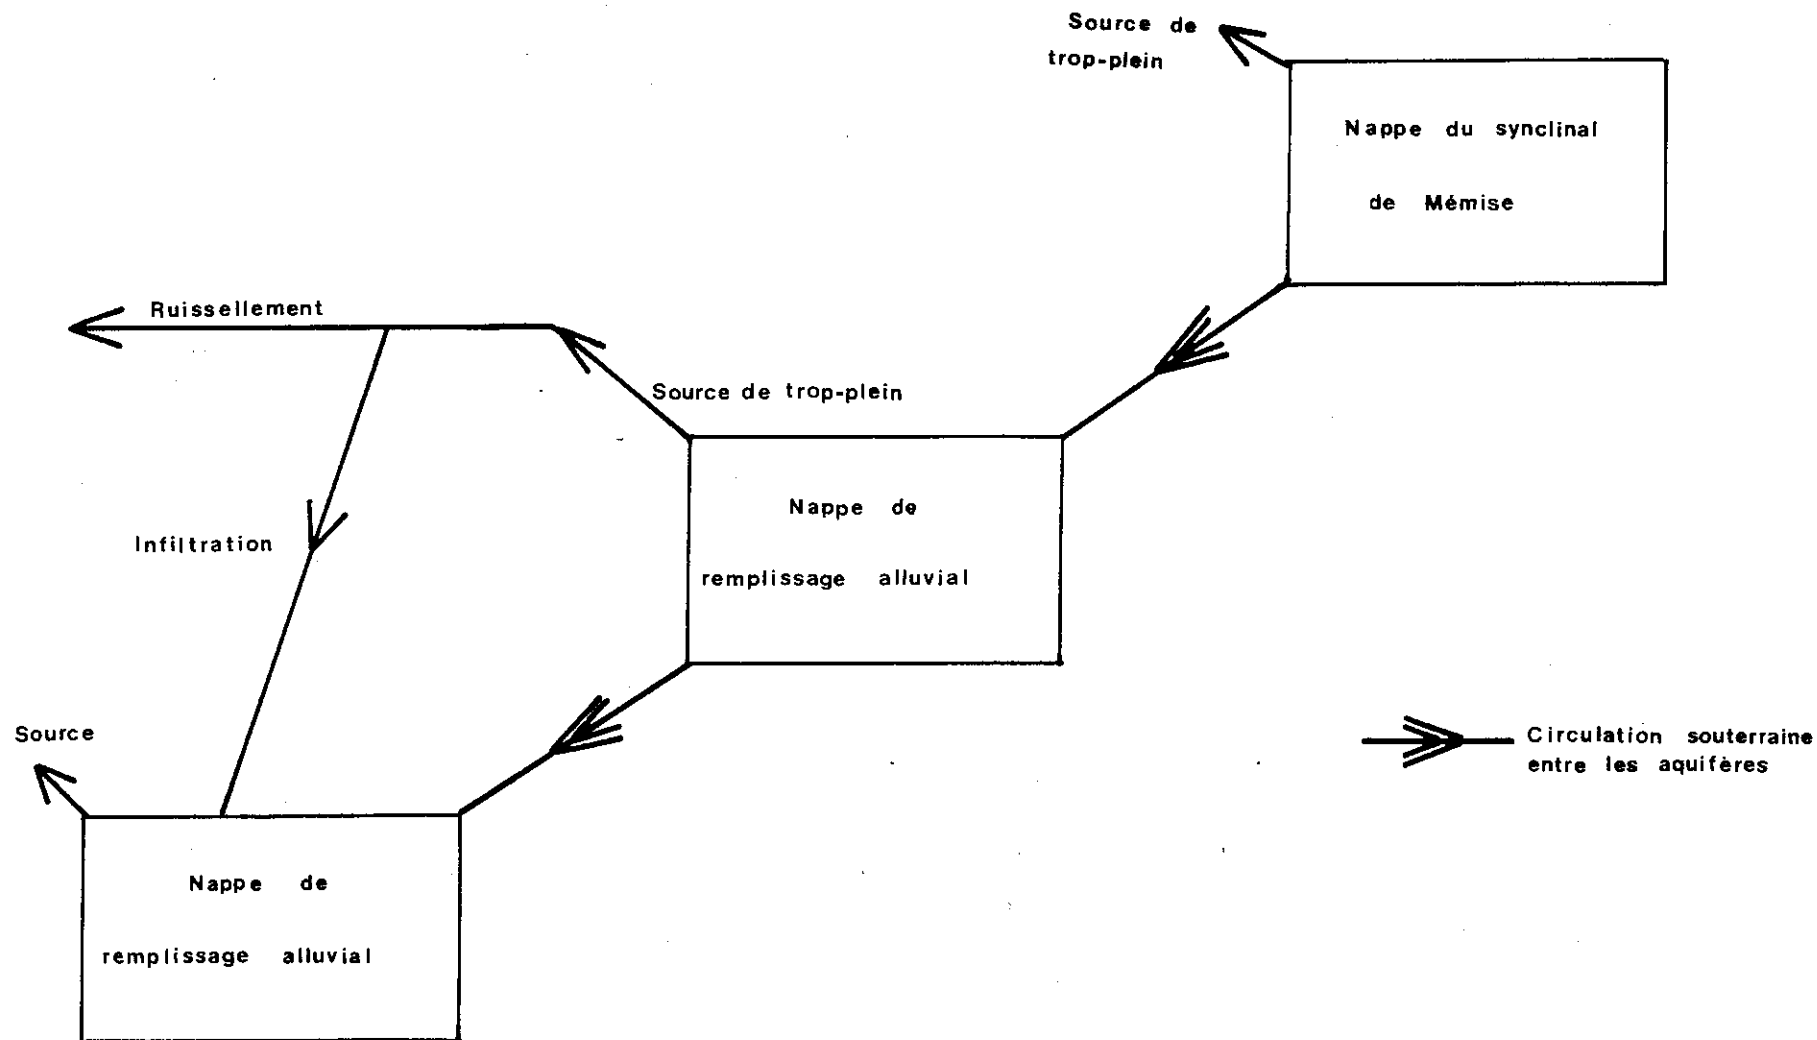 Source de
trop-plein
Nappe du synclinal
de Mémise
Ruissellement
Source de trop-plein
Nappe de
remplissage alluvial
Infiltration
Source
Circulation souterraine
entre les aquifères
Nappe de
remplissage alluvial